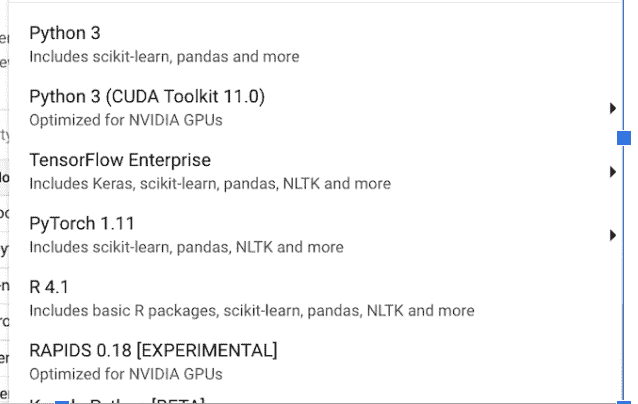 Python 3
Includes scikit-learn, pandas and more
Python 3 (CUDA Toolkit 11.0)
Optimized for NVIDIA GPUs
TensorFlow Enterprise
Includes Keras, scikit-learn, pandas, NLTK and more
PyTorch 1.11
Includes scikit-learn, pandas, NLTK and more
R 4.1
Includes basic R packages, scikit-learn, pandas, NLTK and more
RAPIDS 0.18 [EXPERIMENTAL]
Optimized for NVIDIA GPUs